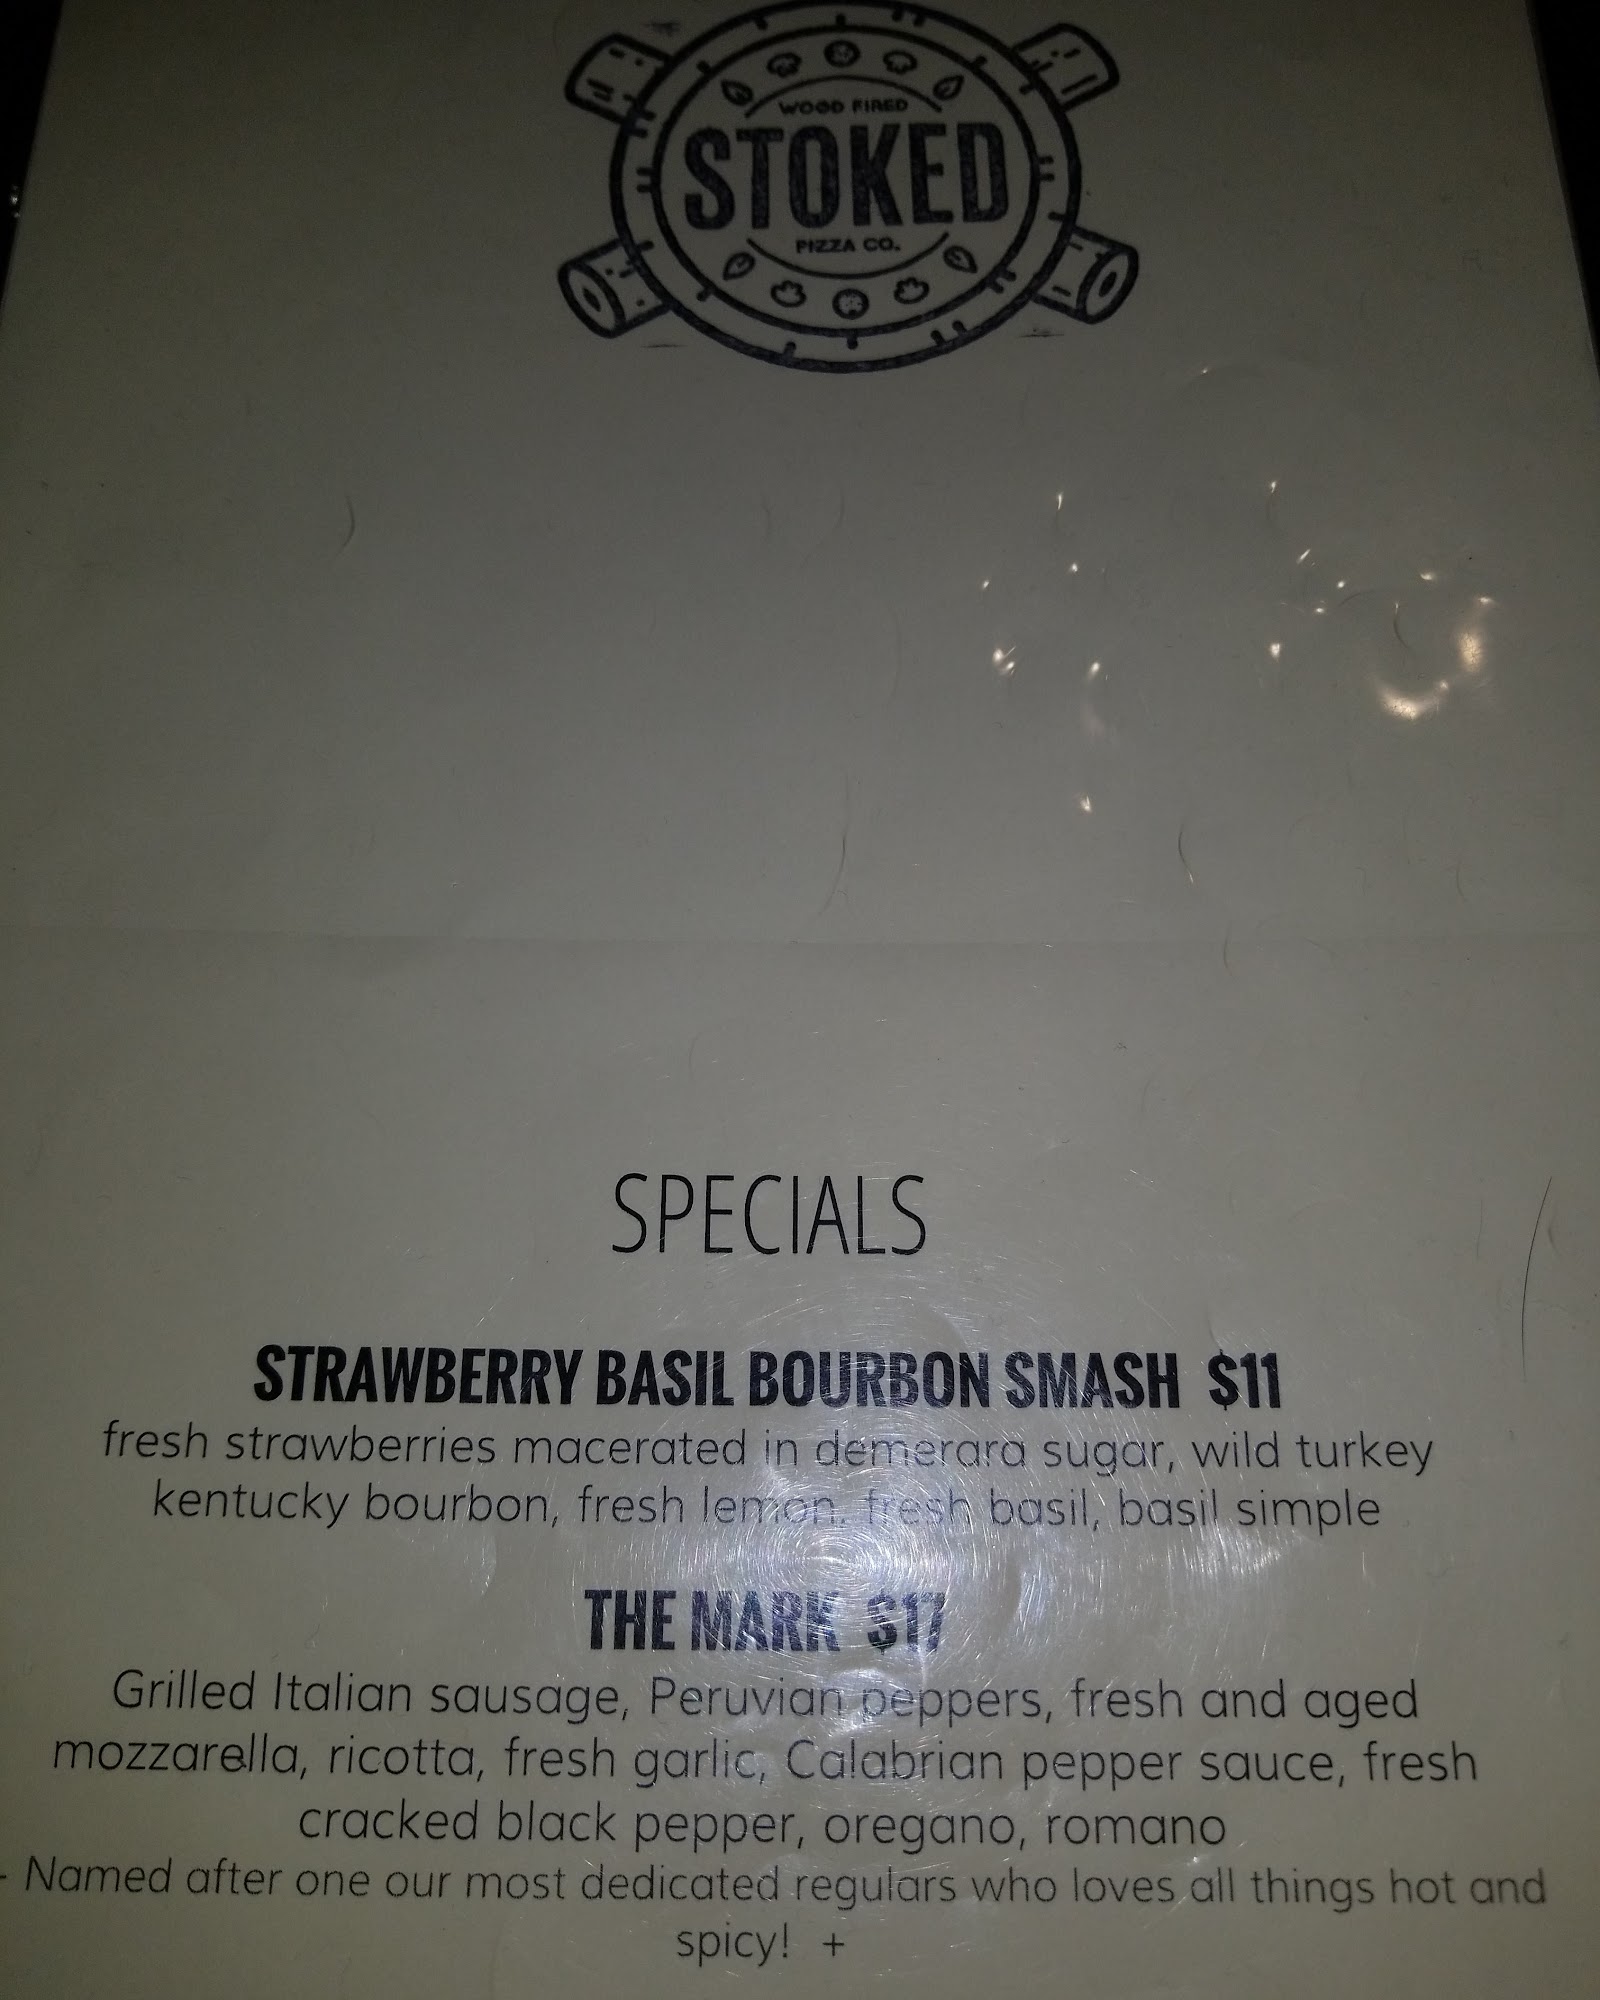 WOOD FIRED
STOKED
PIZZA CO.
SPECIALS
STRAWBERRY BASIL BOURBON SMASH $11
fresh strawberries macerated in demerara sugar, wild turkey
kentucky bourbon, fresh lemon, fresh basil, basil simple
THE MARK $17
Grilled Italian sausage, Peruvian peppers, fresh and aged
mozzarella, ricotta, fresh garlic, Calabrian pepper sauce, fresh
cracked black pepper, oregano, romano
- Named after one our most dedicated regulars who loves all things hot and
spicy! +